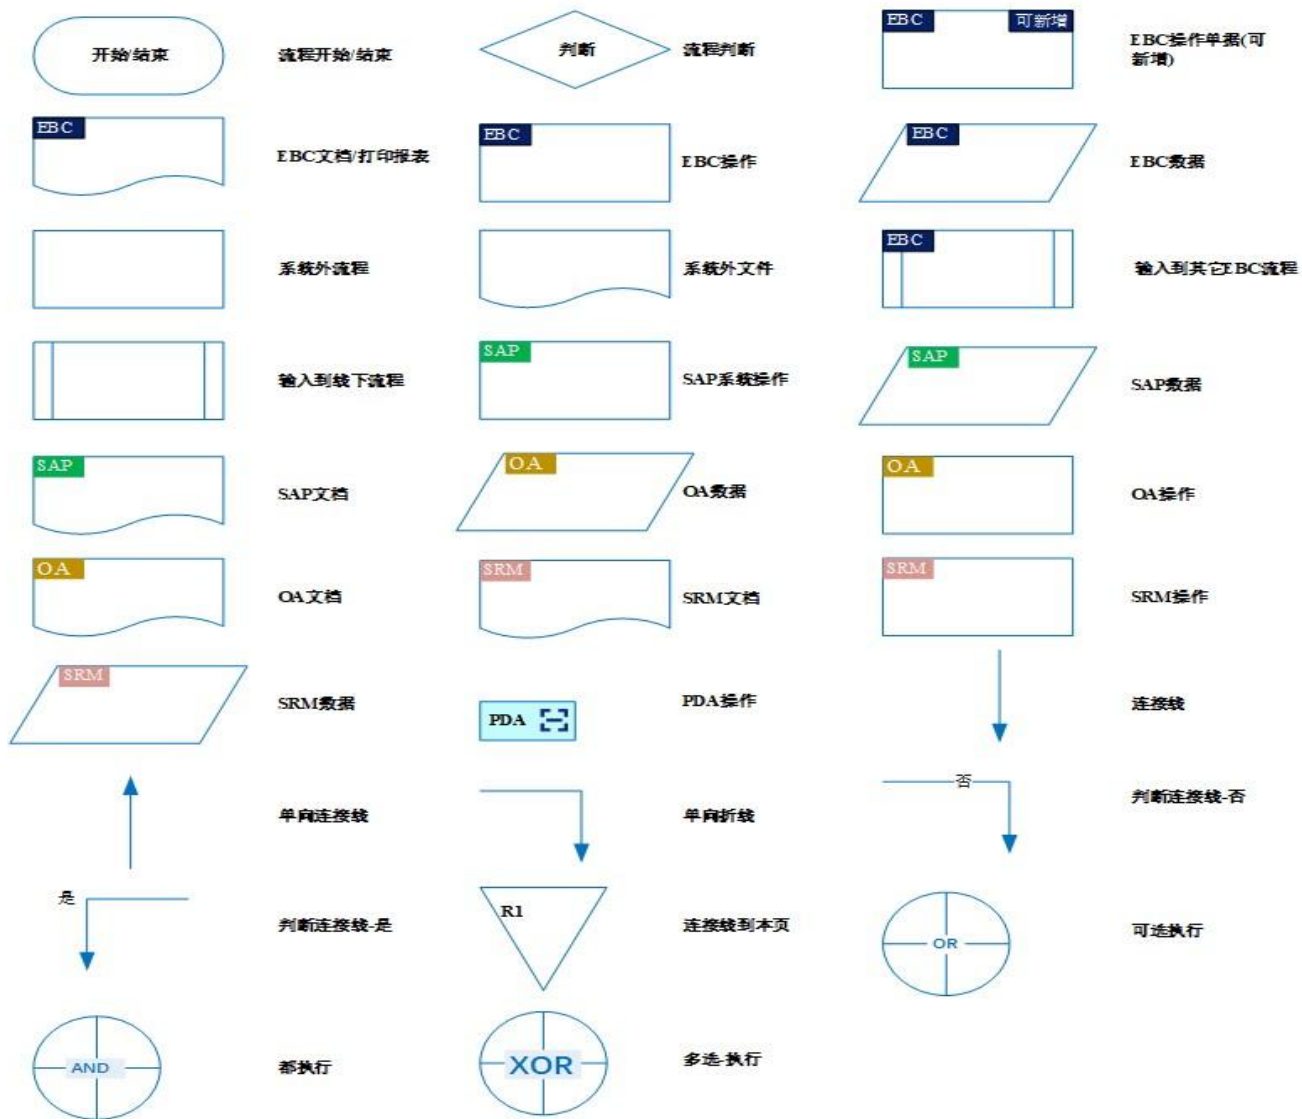 开始/结束
流程开始/结束
判断
流程判断
EBC
可新增
EBC操作单据(可
新增)
EBC
EBC文档/打印报表
EBC
EBC操作
EBC
EBC数据
系统外流程
系统外文件
EBC
输入到其它EBC流程
输入到线下流程
SAP
SAP系统操作
SAP
SAP数据
SAP
SAP文档
OA
OA数据
OA
OA操作
OA
OA文档
SRM
SRM文档
SRM
SRM操作
SRM
SRM数据
PDA
PDA操作
连接线
单向连接线
单向折线
否
判断连接线-否
是
判断连接线-是
R1
连接线到本页
OR
可选执行
AND
都执行
XOR
多选-执行